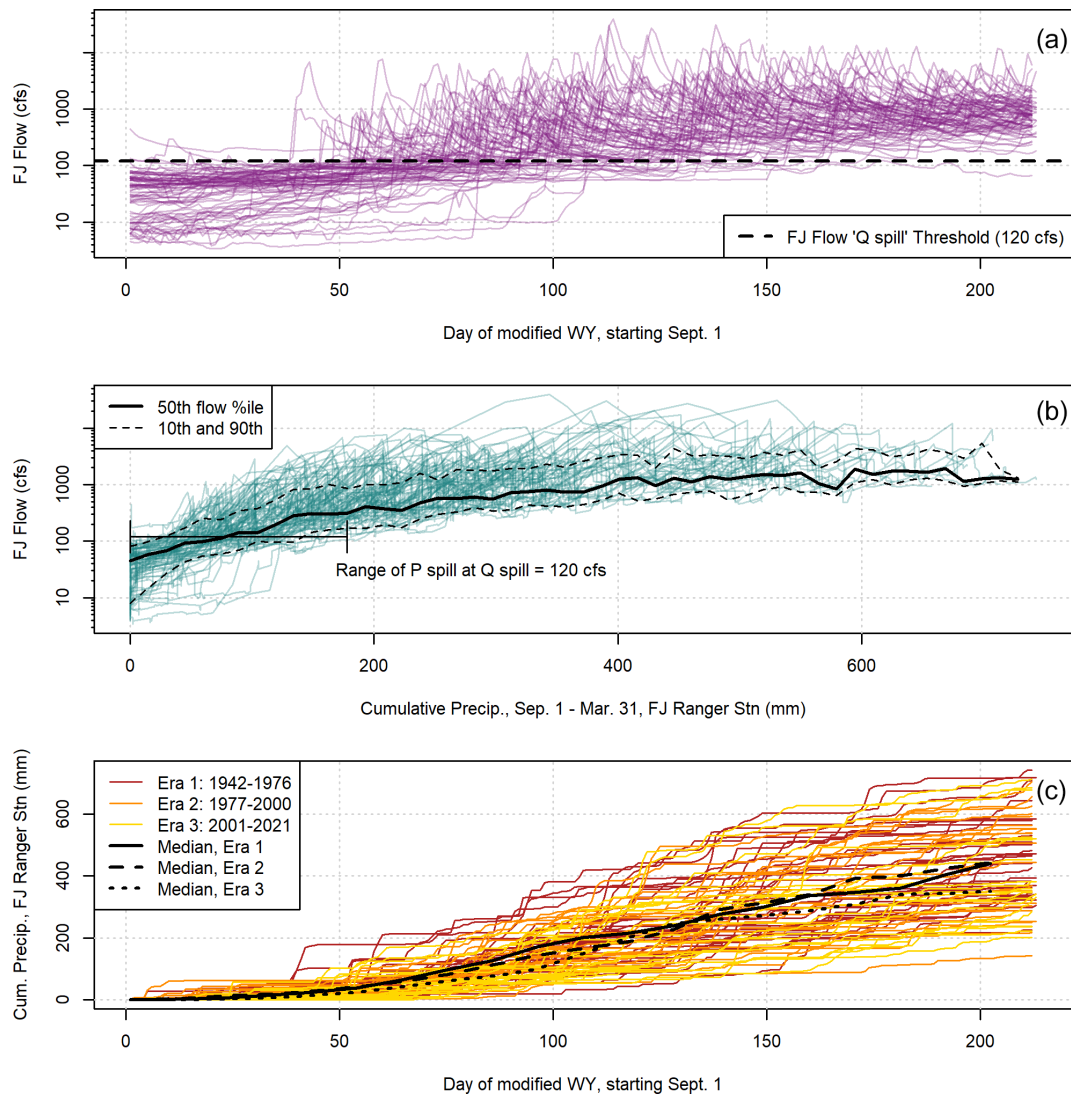 (a)
FJ Flow (cfs)
1000
100
10
FJ Flow 'Q spill' Threshold (120 cfs)
0 50 100 150 200
Day of modified WY, starting Sept. 1
(b)
50th flow %ile
10th and 90th
FJ Flow (cfs)
1000
100
10
Range of P spill at Q spill = 120 cfs
0 200 400 600
Cumulative Precip., Sep. 1 - Mar. 31, FJ Ranger Stn (mm)
(c)
Era 1: 1942-1976
Era 2: 1977-2000
Era 3: 2001-2021
Median, Era 1
Median, Era 2
Median, Era 3
Cum. Precip., FJ Ranger Stn (mm)
600
400
200
0
0 50 100 150 200
Day of modified WY, starting Sept. 1